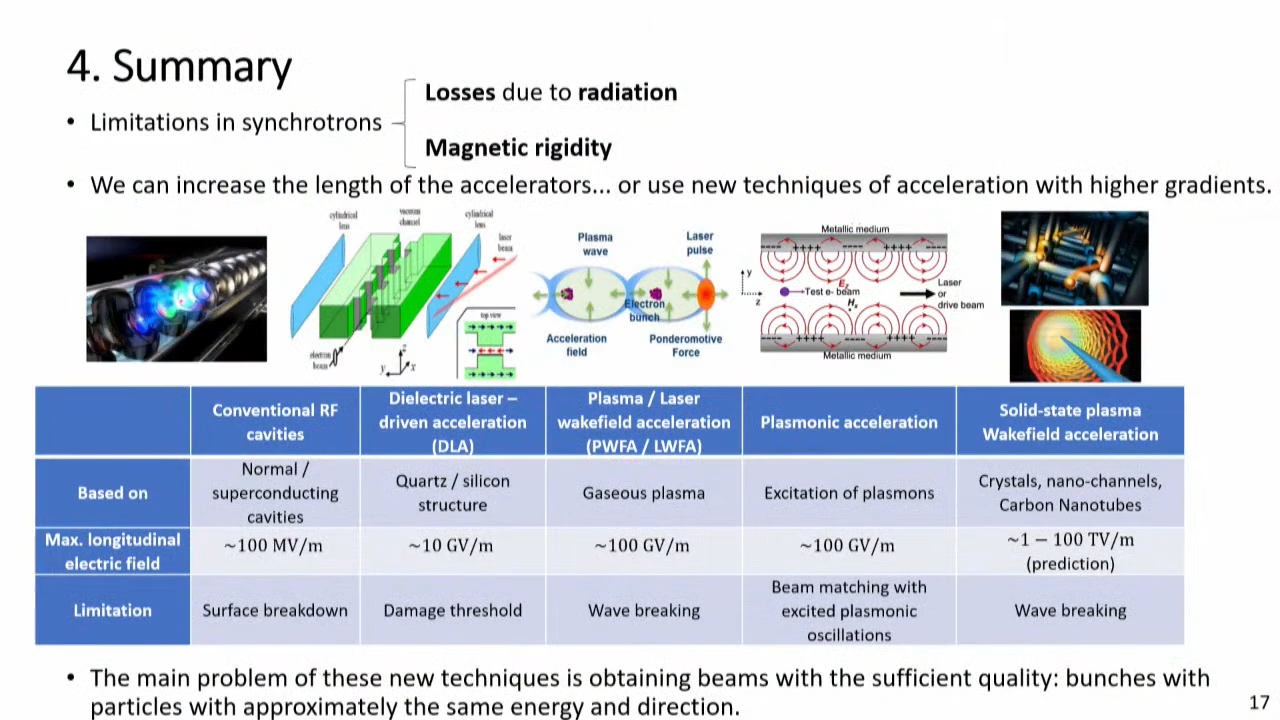 4. Summary
• Limitations in synchrotrons
Losses due to radiation
Magnetic rigidity
• We can increase the length of the accelerators... or use new techniques of acceleration with higher gradients.
cylindrical
lens
vacuum
channel
cylindrical
lens
laser
beam
electron
beam
z
y
x
top view
Plasma
wave
Laser
pulse
Electron
bunch
Acceleration
field
Ponderomotive
Force
Metallic medium
---- ++++ ---- ++++ ----
y
z
Test e- beam
Laser
or
drive beam
---- ++++ ---- ++++ ----
Metallic medium
Conventional RF
cavities
Dielectric laser –
driven acceleration
(DLA)
Plasma / Laser
wakefield acceleration
(PWFA / LWFA)
Plasmonic acceleration
Solid-state plasma
Wakefield acceleration
Based on
Normal /
superconducting
cavities
Quartz / silicon
structure
Gaseous plasma
Excitation of plasmons
Crystals, nano-channels,
Carbon Nanotubes
Max. longitudinal
electric field
~100 MV/m
~10 GV/m
~100 GV/m
~100 GV/m
~1 − 100 TV/m
(prediction)
Limitation
Surface breakdown
Damage threshold
Wave breaking
Beam matching with
excited plasmonic
oscillations
Wave breaking
• The main problem of these new techniques is obtaining beams with the sufficient quality: bunches with
particles with approximately the same energy and direction.
17